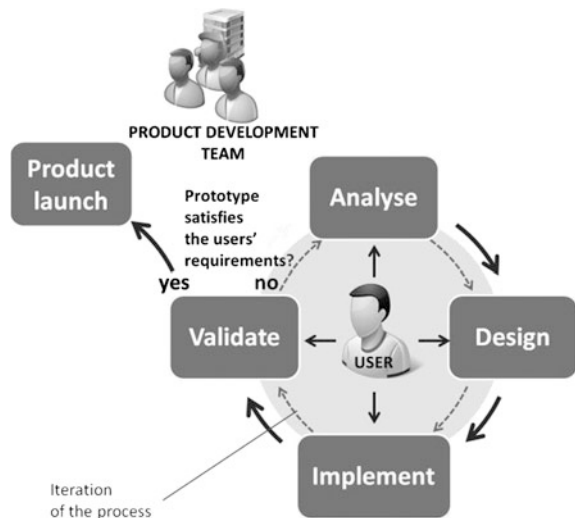 PRODUCT DEVELOPMENT
TEAM
Product
launch
Prototype
satisfies
the users'
requirements?
Analyse
yes
no
Validate
USER
Design
Implement
Iteration
of the process